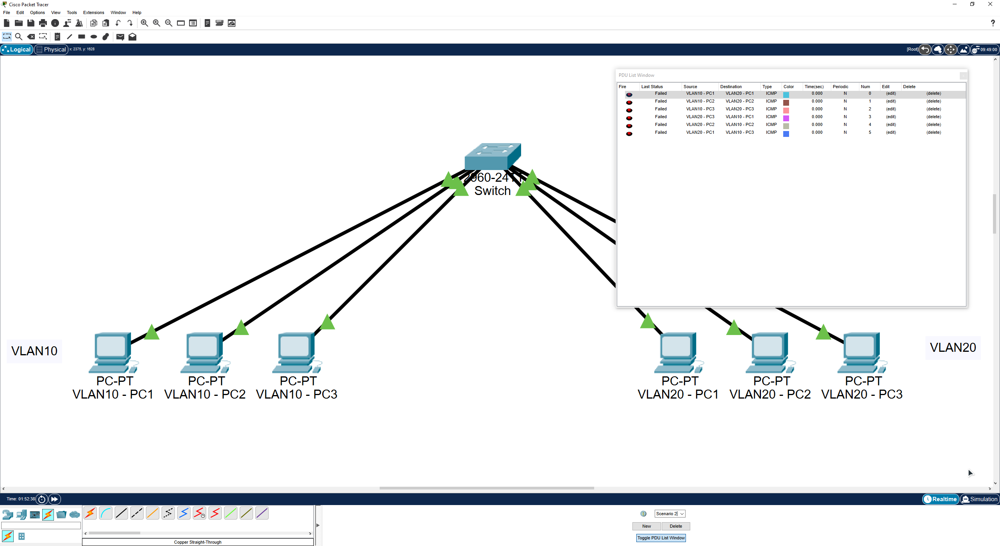 Cisco Packet Tracer
File Edit Options View Tools Extensions Window Help
Logical Physical x: 2375, y: 1628 [Root] 09:49:00
PDU List Window
Fire Last Status Source Destination Type Color Time(sec) Periodic Num Edit Delete
Failed VLAN10 - PC1 VLAN20 - PC1 ICMP 0.000 N 0 (edit) (delete)
Failed VLAN10 - PC2 VLAN20 - PC2 ICMP 0.000 N 1 (edit) (delete)
Failed VLAN10 - PC3 VLAN20 - PC3 ICMP 0.000 N 2 (edit) (delete)
Failed VLAN20 - PC3 VLAN10 - PC1 ICMP 0.000 N 3 (edit) (delete)
Failed VLAN20 - PC2 VLAN10 - PC2 ICMP 0.000 N 4 (edit) (delete)
Failed VLAN20 - PC1 VLAN10 - PC3 ICMP 0.000 N 5 (edit) (delete)
2960-24TT
Switch
VLAN10
VLAN20
PC-PT PC-PT PC-PT PC-PT PC-PT PC-PT
VLAN10 - PC1 VLAN10 - PC2 VLAN10 - PC3 VLAN20 - PC1 VLAN20 - PC2 VLAN20 - PC3
Time: 01:52:38 Realtime Simulation
Scenario 2
New Delete
Toggle PDU List Window
Copper Straight-Through